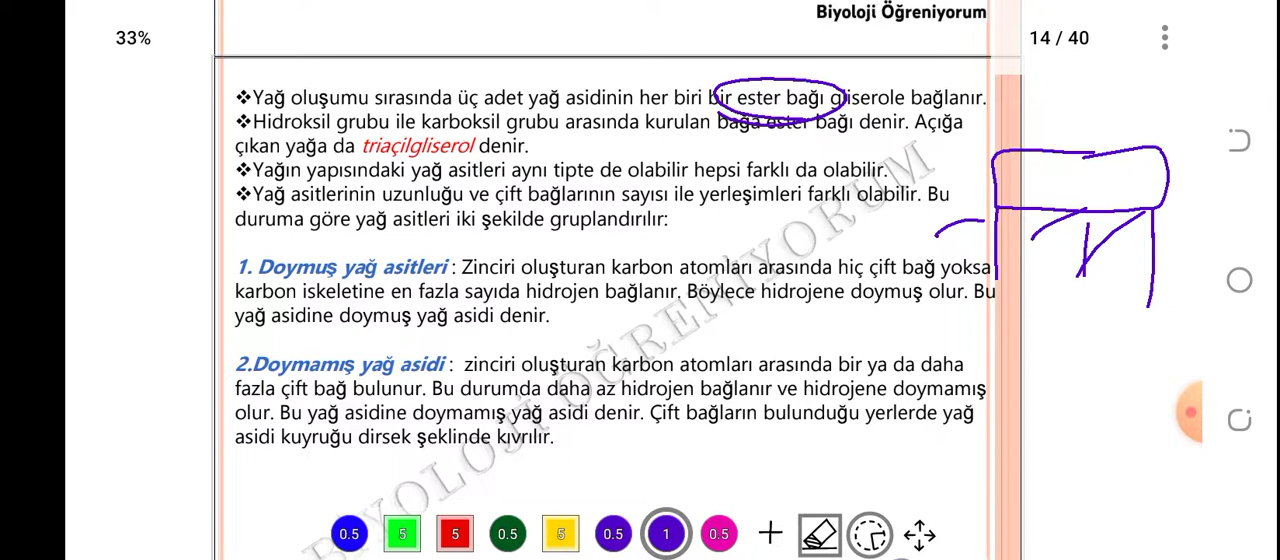 Biyoloji Öğreniyorum
33%
14 / 40
❖Yağ oluşumu sırasında üç adet yağ asidinin her biri bir ester bağı gliserole bağlanır.
❖Hidroksil grubu ile karboksil grubu arasında kurulan bağa ester bağı denir. Açığa
çıkan yağa da triaçilgliserol denir.
❖Yağın yapısındaki yağ asitleri aynı tipte de olabilir hepsi farklı da olabilir.
❖Yağ asitlerinin uzunluğu ve çift bağlarının sayısı ile yerleşimleri farklı olabilir. Bu
duruma göre yağ asitleri iki şekilde gruplandırılır:
1. Doymuş yağ asitleri : Zinciri oluşturan karbon atomları arasında hiç çift bağ yoksa
karbon iskeletine en fazla sayıda hidrojen bağlanır. Böylece hidrojene doymuş olur. Bu
yağ asidine doymuş yağ asidi denir.
2.Doymamış yağ asidi : zinciri oluşturan karbon atomları arasında bir ya da daha
fazla çift bağ bulunur. Bu durumda daha az hidrojen bağlanır ve hidrojene doymamış
olur. Bu yağ asidine doymamış yağ asidi denir. Çift bağların bulunduğu yerlerde yağ
asidi kuyruğu dirsek şeklinde kıvrılır.
BİYOLOJİ ÖĞRENİYORUM
0.5 5 5 0.5 5 0.5 1 0.5